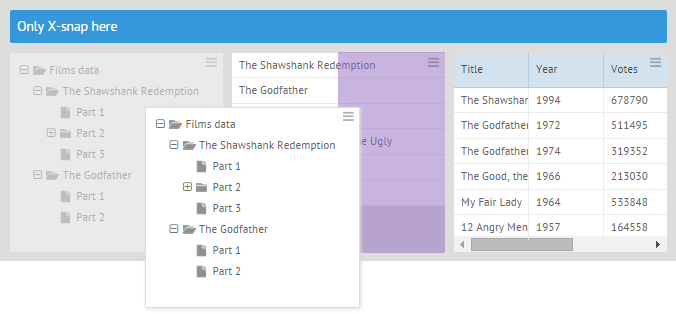 Only X-snap here
Films data
The Shawshank Redemption
Part 1
Part 2
Part 3
The Godfather
Part 1
Part 2
The Shawshank Redemption
The Godfather
e Ugly
Films data
The Shawshank Redemption
Part 1
Part 2
Part 3
The Godfather
Part 1
Part 2
Title Year Votes
The Shawshar 1994 678790
The Godfather 1972 511495
The Godfather 1974 319352
The Good, the 1966 213030
My Fair Lady 1964 533848
12 Angry Men 1957 164558